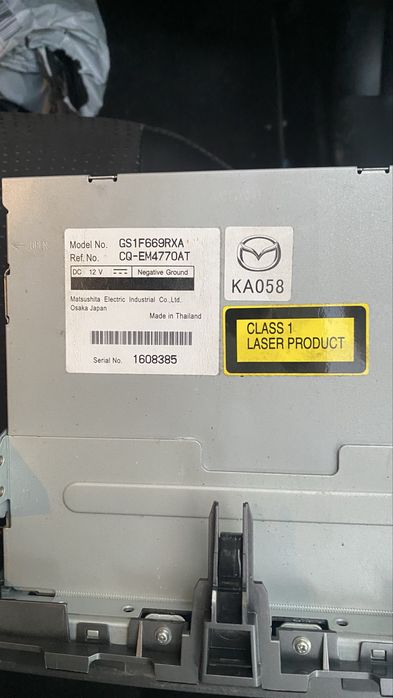 Model No. GS1F669RXA
Ref. No. CQ-EM4770AT
DC 12 V Negative Ground
Matsushita Electric Industrial Co.,Ltd.
Osaka Japan
Made in Thailand
Serial No. 1608385
KA058
CLASS 1
LASER PRODUCT